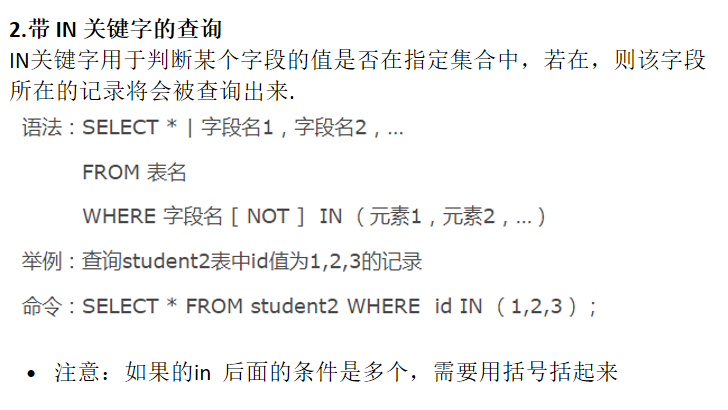 2.带 IN 关键字的查询
IN关键字用于判断某个字段的值是否在指定集合中，若在，则该字段
所在的记录将会被查询出来.
语法：SELECT * | 字段名1，字段名2，…
FROM 表名
WHERE 字段名 [ NOT ] IN （元素1，元素2，…）
举例：查询student2表中id值为1,2,3的记录
命令：SELECT * FROM student2 WHERE id IN （1,2,3）；
• 注意：如果的in 后面的条件是多个，需要用括号括起来